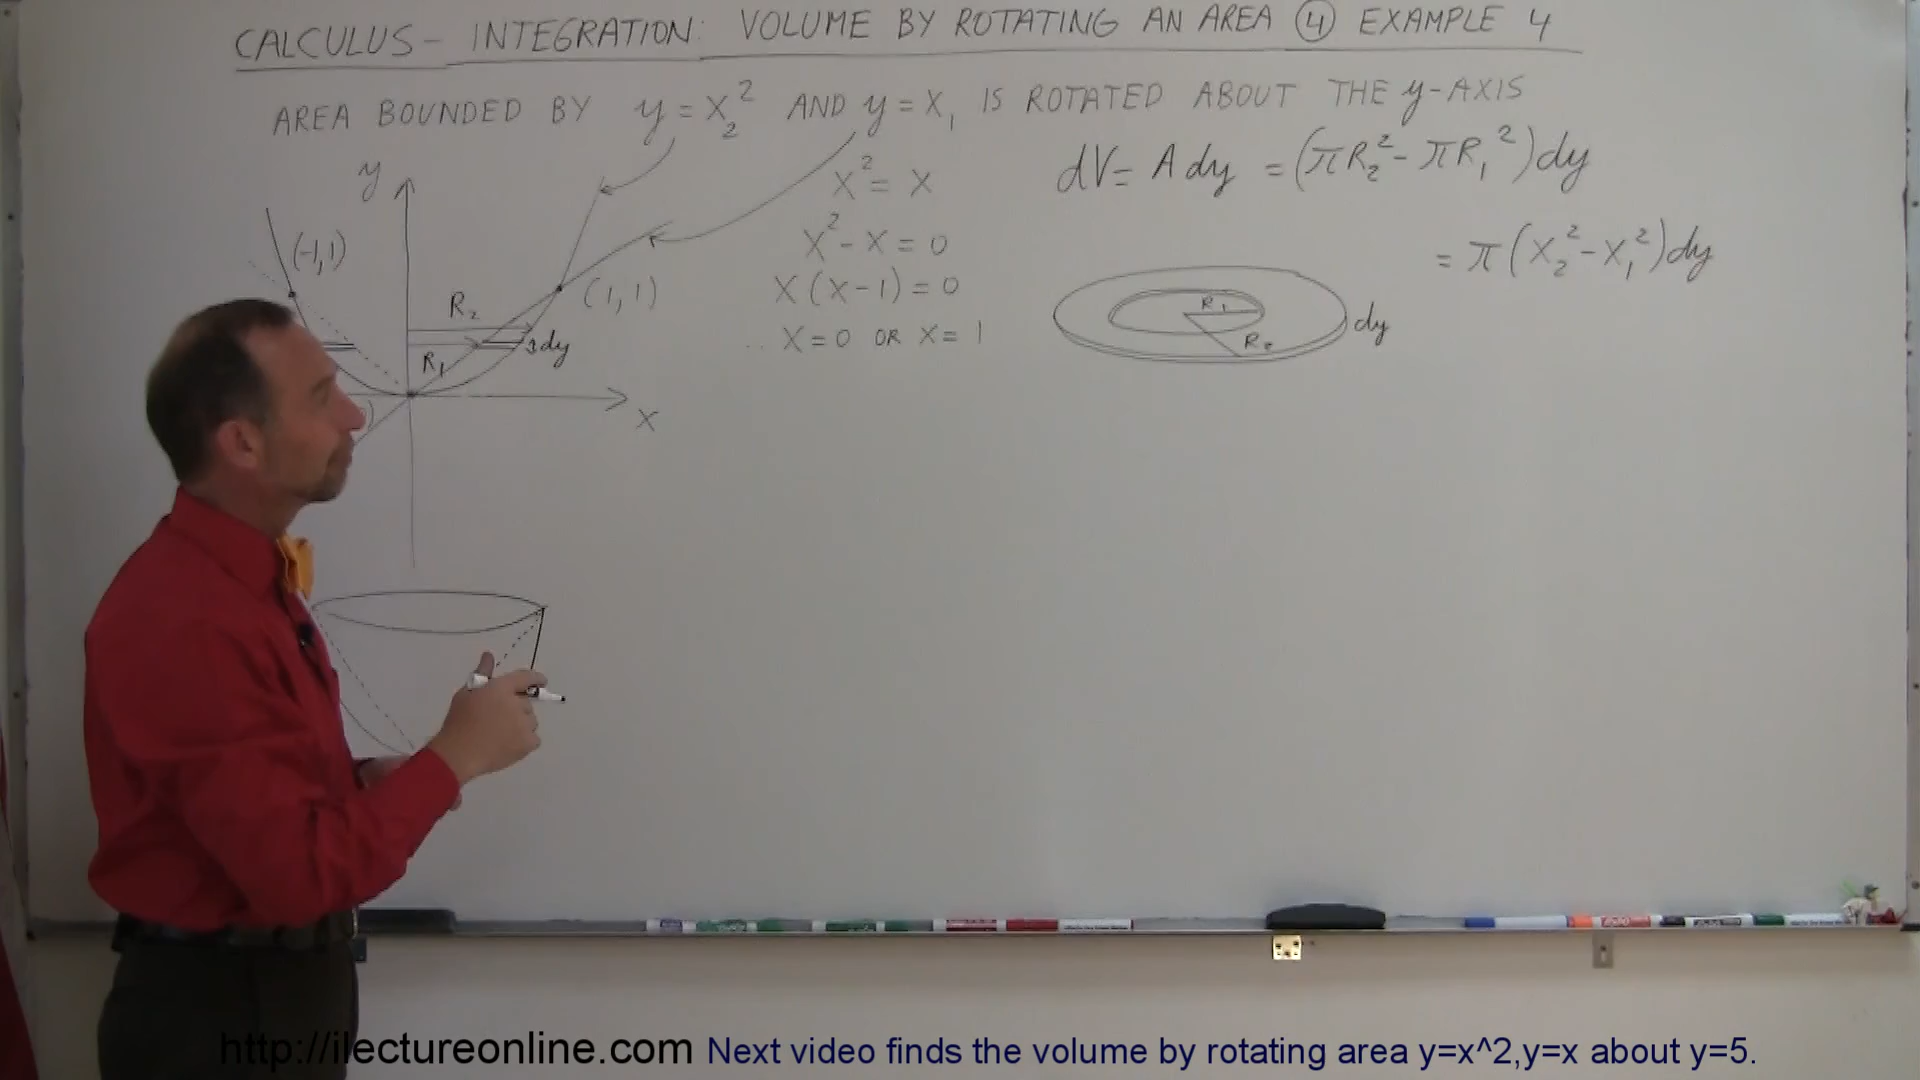 CALCULUS - INTEGRATION: VOLUME BY ROTATING AN AREA ④ EXAMPLE 4
AREA BOUNDED BY y = x₂² AND y = x₁ IS ROTATED ABOUT THE y-AXIS
y
(-1,1)
R₂
(1,1)
R₁
dy
x
x² = x
x² - x = 0
x(x-1) = 0
x = 0 OR x = 1
dV = A dy = (πR₂² - πR₁²)dy
= π(x₂² - x₁²)dy
R₁
R₂
dy
http://ilectureonline.com Next video finds the volume by rotating area y=x^2,y=x about y=5.